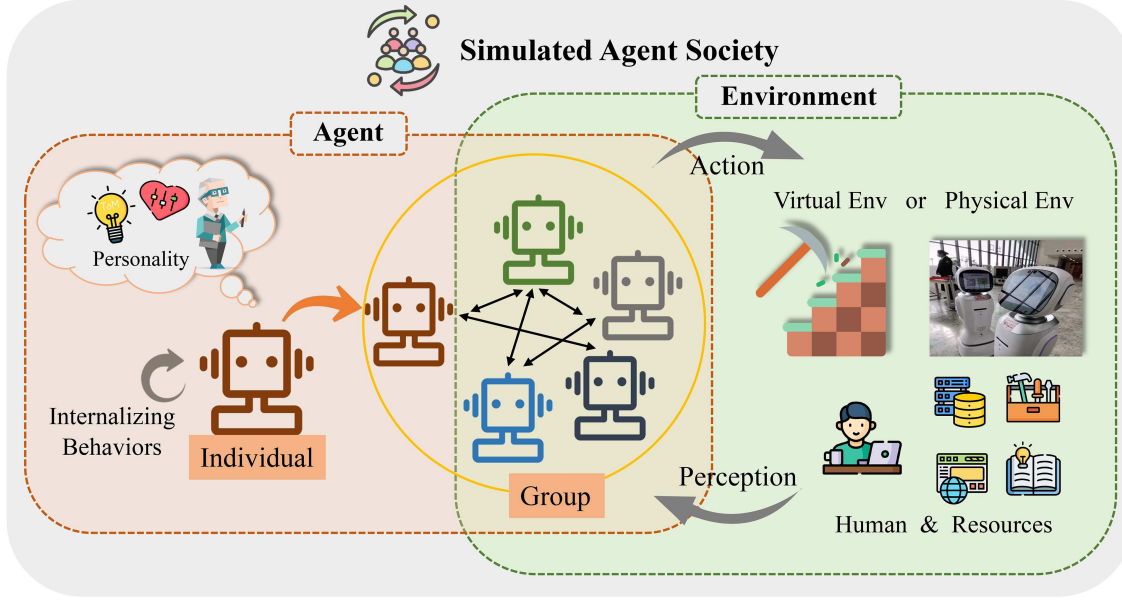 Simulated Agent Society
Environment
Agent
Action
Virtual Env or Physical Env
ToM
Personality
Internalizing
Behaviors
Individual
Group
Perception
Human & Resources